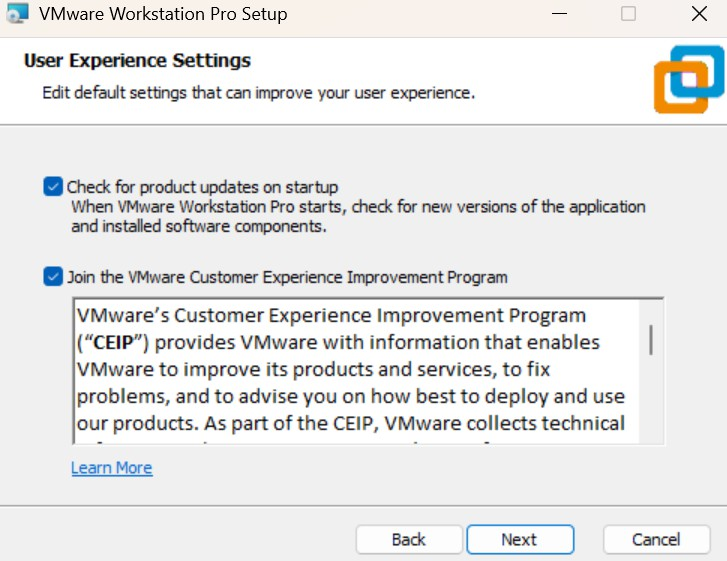 VMware Workstation Pro Setup
User Experience Settings
Edit default settings that can improve your user experience.
Check for product updates on startup
When VMware Workstation Pro starts, check for new versions of the application
and installed software components.
Join the VMware Customer Experience Improvement Program
VMware’s Customer Experience Improvement Program
(“CEIP”) provides VMware with information that enables
VMware to improve its products and services, to fix
problems, and to advise you on how best to deploy and use
our products. As part of the CEIP, VMware collects technical
Learn More
Back
Next
Cancel